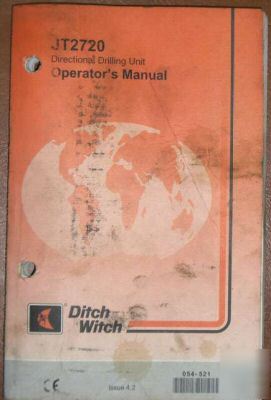 JT2720
Directional Drilling Unit
Operator's Manual
® Ditch
Witch
054-521
CE
Issue 4.2